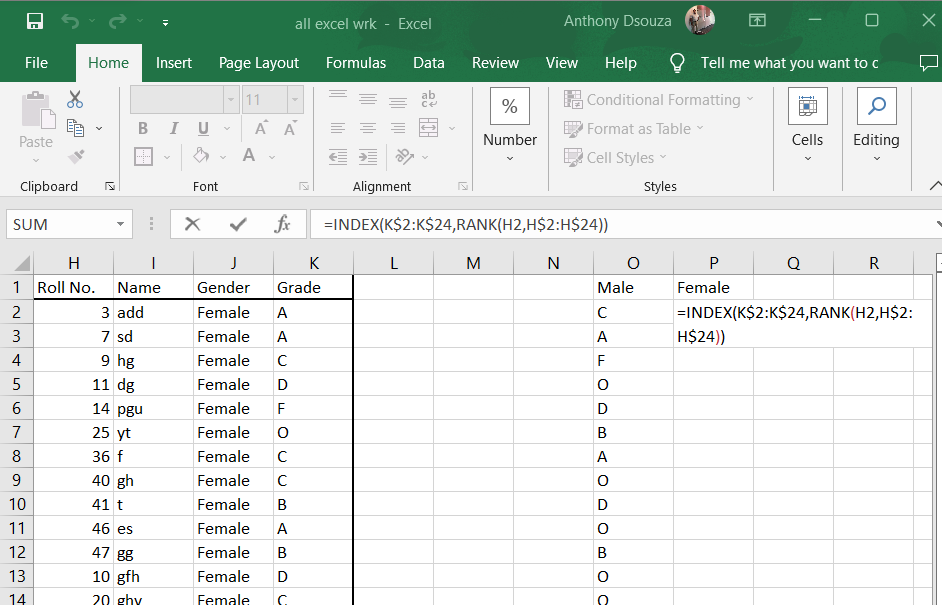 all excel wrk - Excel
Anthony Dsouza
File Home Insert Page Layout Formulas Data Review View Help Tell me what you want to c
Paste
Clipboard
11
B I U A A
A
Font
ab
c
Alignment
%
Number
Conditional Formatting
Format as Table
Cell Styles
Styles
Cells
Editing
SUM fx =INDEX(K$2:K$24,RANK(H2,H$2:H$24))
H I J K L M N O P Q R
1 Roll No. Name Gender Grade Male Female
2 3 add Female A C =INDEX(K$2:K$24,RANK(H2,H$2:
3 7 sd Female A A H$24))
4 9 hg Female C F
5 11 dg Female D O
6 14 pgu Female F D
7 25 yt Female O B
8 36 f Female C A
9 40 gh Female C O
10 41 t Female B D
11 46 es Female A O
12 47 gg Female B B
13 10 gfh Female D O
14 20 ghy Female C O